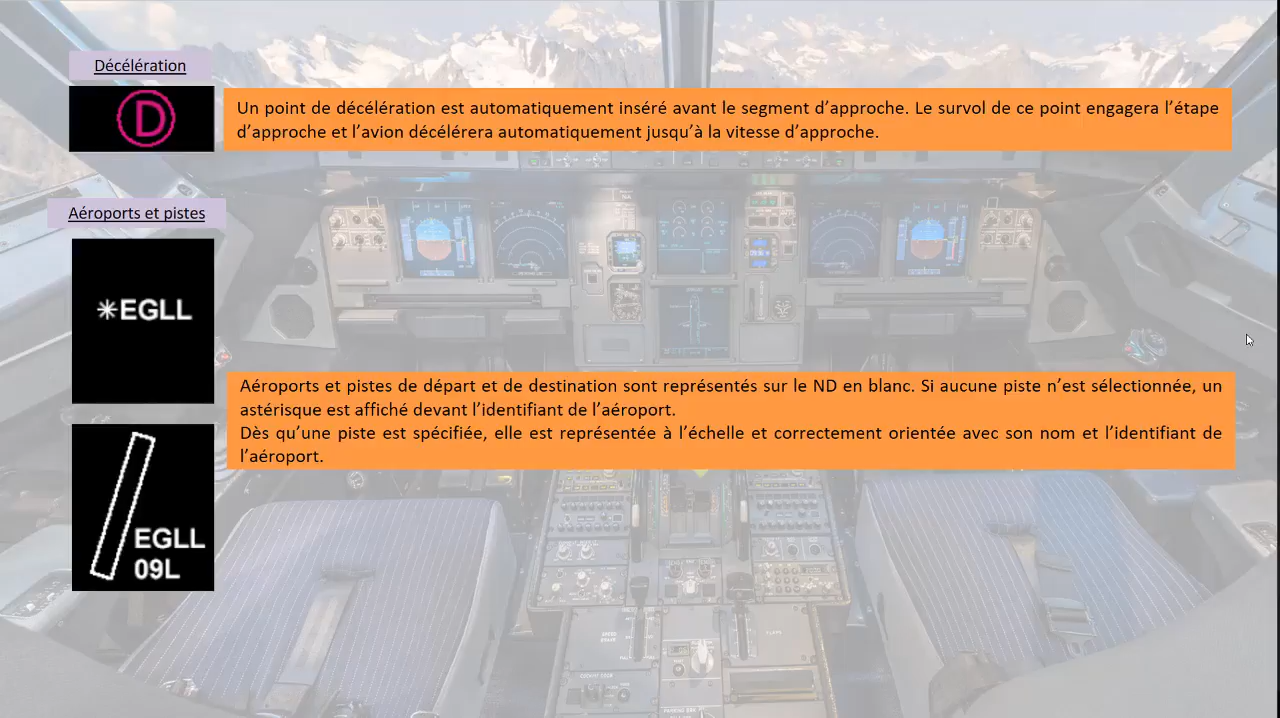 Décélération
D
Un point de décélération est automatiquement inséré avant le segment d’approche. Le survol de ce point engagera l’étape
d’approche et l’avion décélérera automatiquement jusqu’à la vitesse d’approche.
Aéroports et pistes
✳EGLL
Aéroports et pistes de départ et de destination sont représentés sur le ND en blanc. Si aucune piste n’est sélectionnée, un
astérisque est affiché devant l’identifiant de l’aéroport.
Dès qu’une piste est spécifiée, elle est représentée à l’échelle et correctement orientée avec son nom et l’identifiant de
l’aéroport.
EGLL
09L